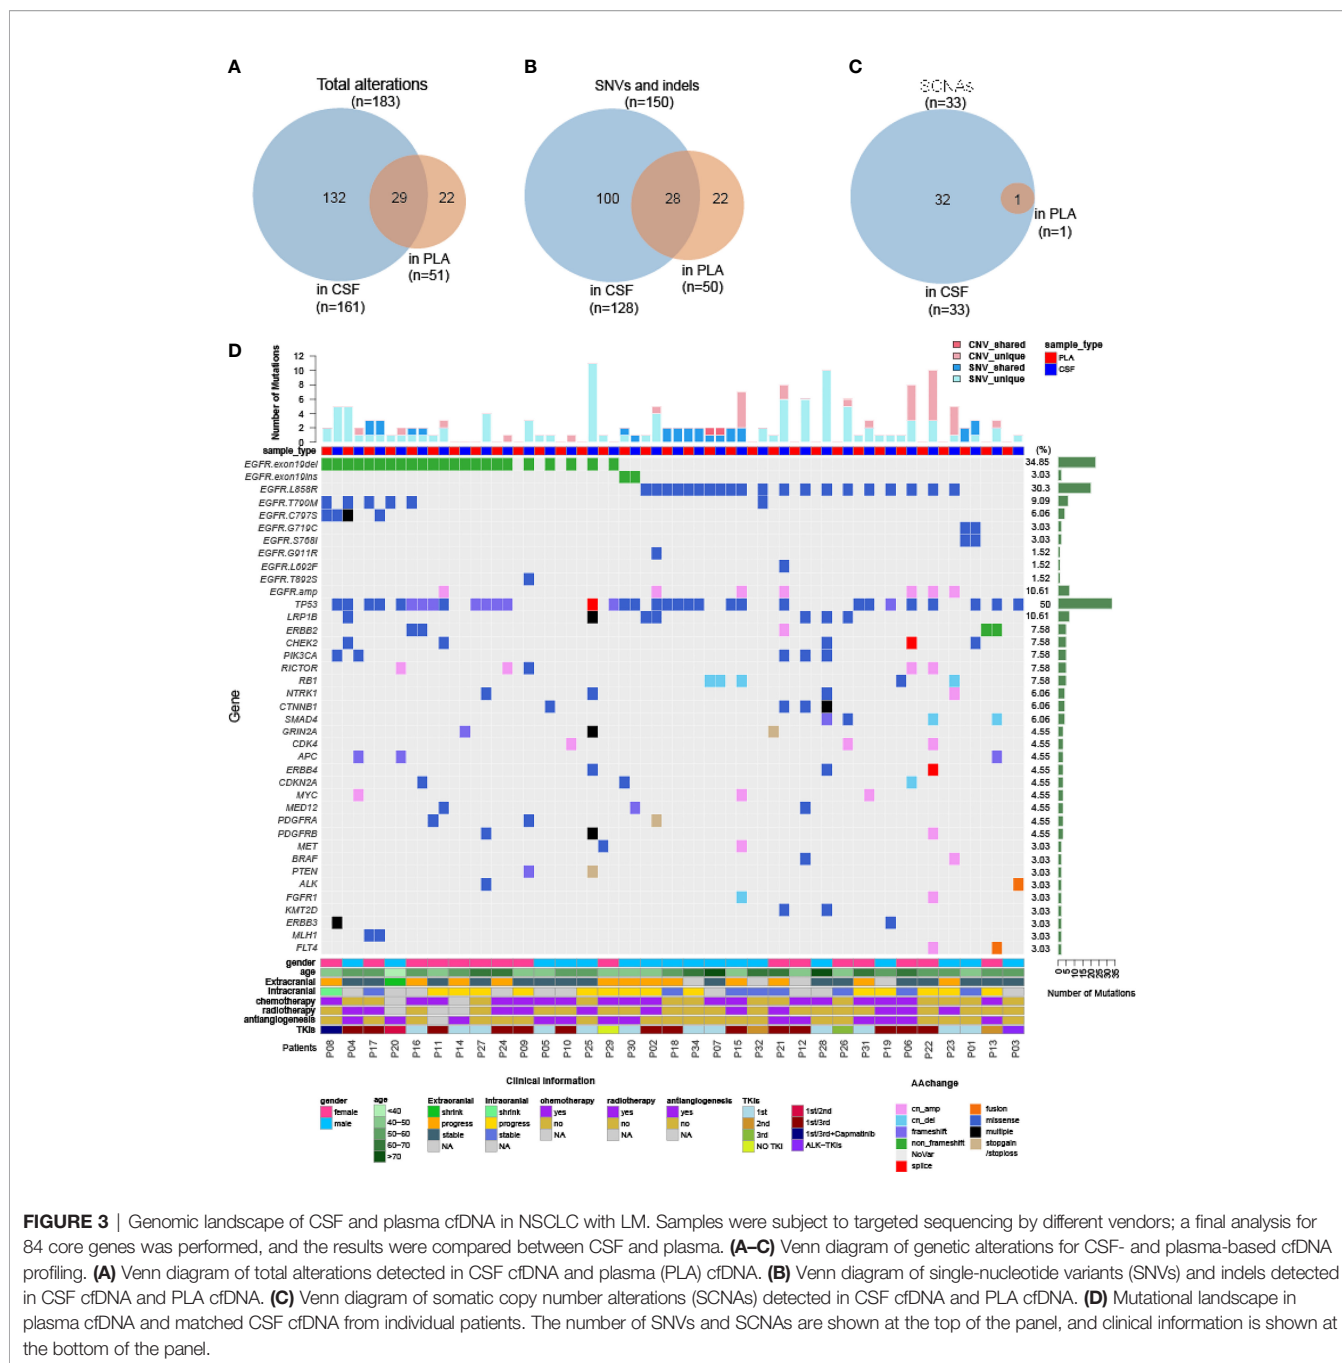 A
Total alterations
(n=183)
132
29
22
in PLA
(n=51)
in CSF
(n=161)
B
SNVs and indels
(n=150)
100
28
22
in PLA
(n=50)
in CSF
(n=128)
C
SCNAs
(n=33)
32
1
in PLA
(n=1)
in CSF
(n=33)
D
Number of Mutations
12
10
8
6
4
2
0
CNV_shared
CNV_unique
SNV_shared
SNV_unique
sample_type
PLA
CSF
sample_type (%)
Gene
EGFR.exon19del 34.85
EGFR.exon19ins 3.03
EGFR.L858R 30.3
EGFR.T790M 9.09
EGFR.C797S 6.06
EGFR.G719C 3.03
EGFR.S768I 3.03
EGFR.G911R 1.52
EGFR.L692F 1.52
EGFR.T892S 1.52
EGFR.amp 10.61
TP53 50
LRP1B 10.61
ERBB2 7.58
CHEK2 7.58
PIK3CA 7.58
RICTOR 7.58
RB1 7.58
NTRK1 6.06
CTNNB1 6.06
SMAD4 6.06
GRIN2A 4.55
CDK4 4.55
APC 4.55
ERBB4 4.55
CDKN2A 4.55
MYC 4.55
MED12 4.55
PDGFRA 4.55
PDGFRB 4.55
MET 3.03
BRAF 3.03
PTEN 3.03
ALK 3.03
FGFR1 3.03
KMT2D 3.03
ERBB3 3.03
MLH1 3.03
FLT4 3.03
gender
age
Extracranial
Intracranial
chemotherapy
radiotherapy
antiangiogenesis
TKIs
0 5 10 15 20 25 30 35
Number of Mutations
Patients P08 P04 P17 P20 P16 P11 P14 P27 P24 P09 P05 P10 P25 P29 P30 P02 P18 P34 P07 P15 P32 P21 P12 P28 P26 P31 P19 P06 P22 P23 P01 P13 P03
Clinical Information
gender
female
male
age
<40
40-50
50-60
60-70
>70
Extracranial
shrink
progress
stable
NA
Intracranial
shrink
progress
stable
NA
chemotherapy
yes
no
NA
radiotherapy
yes
no
NA
antiangiogenesis
yes
no
NA
TKIs
1st
2nd
3rd
NO TKI
1st/2nd
1st/3rd
1st/3rd+Capmatinib
ALK-TKIs
AAchange
cn_amp
cn_del
frameshift
non_frameshift
NoVar
splice
fusion
missense
multiple
stopgain
/stoploss
FIGURE 3 | Genomic landscape of CSF and plasma cfDNA in NSCLC with LM. Samples were subject to targeted sequencing by different vendors; a final analysis for
84 core genes was performed, and the results were compared between CSF and plasma. (A–C) Venn diagram of genetic alterations for CSF- and plasma-based cfDNA
profiling. (A) Venn diagram of total alterations detected in CSF cfDNA and plasma (PLA) cfDNA. (B) Venn diagram of single-nucleotide variants (SNVs) and indels detected
in CSF cfDNA and PLA cfDNA. (C) Venn diagram of somatic copy number alterations (SCNAs) detected in CSF cfDNA and PLA cfDNA. (D) Mutational landscape in
plasma cfDNA and matched CSF cfDNA from individual patients. The number of SNVs and SCNAs are shown at the top of the panel, and clinical information is shown at
the bottom of the panel.